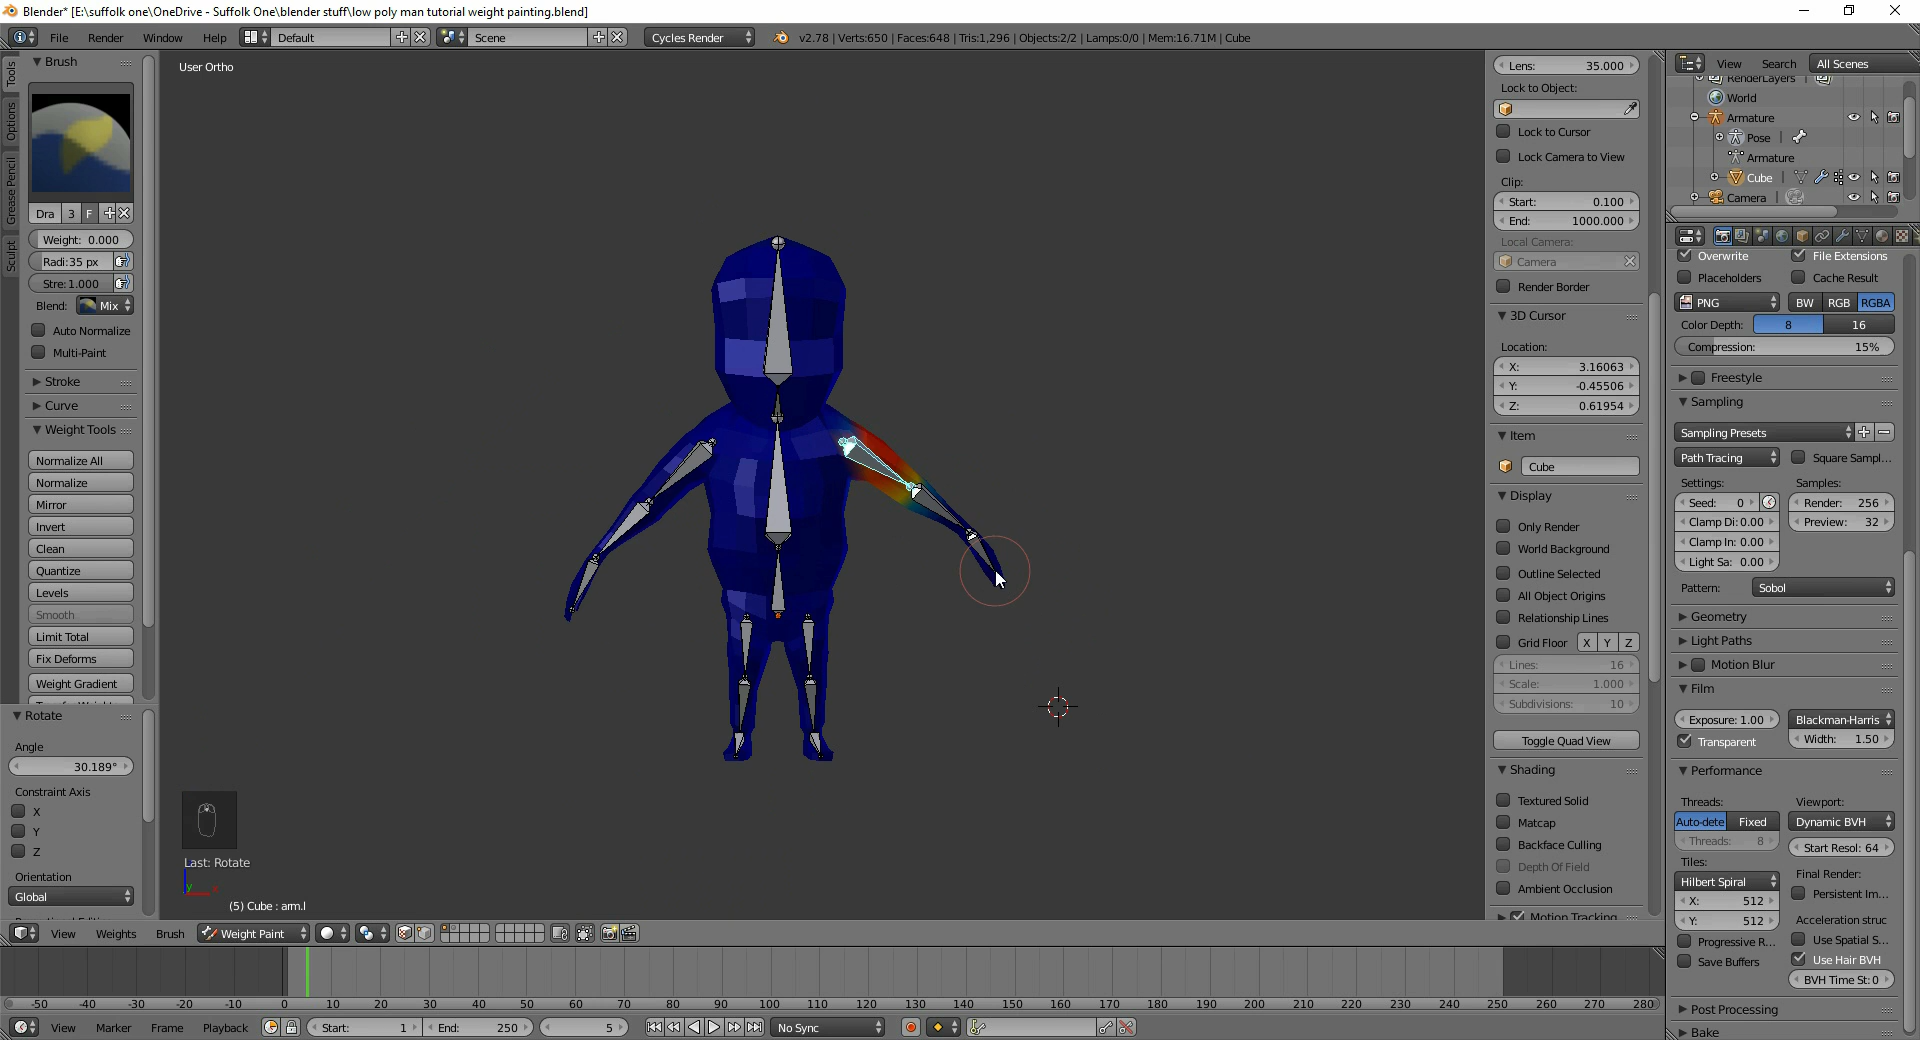 Blender* [E:\suffolk one\OneDrive - Suffolk One\blender stuff\low poly man tutorial weight painting.blend]
File Render Window Help Default Scene Cycles Render v2.78 | Verts:650 | Faces:648 | Tris:1,296 | Objects:2/2 | Lamps:0/0 | Mem:16.71M | Cube
Tools
Options
Grease Pencil
Sculpt
Brush
Dra 3 F
Weight: 0.000
Radi:35 px
Stre: 1.000
Blend: Mix
Auto Normalize
Multi-Paint
Stroke
Curve
Weight Tools
Normalize All
Normalize
Mirror
Invert
Clean
Quantize
Levels
Smooth
Limit Total
Fix Deforms
Weight Gradient
Rotate
Angle
30.189°
Constraint Axis
X
Y
Z
Orientation
Global
User Ortho
Last: Rotate
y
(5) Cube : arm.l
Lens: 35.000
Lock to Object:
Lock to Cursor
Lock Camera to View
Clip:
Start: 0.100
End: 1000.000
Local Camera:
Camera
Render Border
3D Cursor
Location:
X: 3.16063
Y: -0.45506
Z: 0.61954
Item
Cube
Display
Only Render
World Background
Outline Selected
All Object Origins
Relationship Lines
Grid Floor X Y Z
Lines: 16
Scale: 1.000
Subdivisions: 10
Toggle Quad View
Shading
Textured Solid
Matcap
Backface Culling
Depth Of Field
Ambient Occlusion
Motion Tracking
View Search All Scenes
RenderLayers
World
Armature
Pose
Armature
Cube
Camera
Overwrite File Extensions
Placeholders Cache Result
PNG BW RGB RGBA
Color Depth: 8 16
Compression: 15%
Freestyle
Sampling
Sampling Presets
Path Tracing Square Sampl...
Settings: Samples:
Seed: 0 Render: 256
Clamp Di: 0.00 Preview: 32
Clamp In: 0.00
Light Sa: 0.00
Pattern: Sobol
Geometry
Light Paths
Motion Blur
Film
Exposure: 1.00 Blackman-Harris
Transparent Width: 1.50
Performance
Threads: Viewport:
Auto-dete Fixed Dynamic BVH
Threads: 8 Start Resol: 64
Tiles: Final Render:
Hilbert Spiral Persistent Im...
X: 512 Acceleration struc
Y: 512 Use Spatial S...
Progressive R... Use Hair BVH
Save Buffers BVH Time St: 0
Post Processing
Bake
View Weights Brush Weight Paint
-50 -40 -30 -20 -10 0 10 20 30 40 50 60 70 80 90 100 110 120 130 140 150 160 170 180 190 200 210 220 230 240 250 260 270 280
View Marker Frame Playback Start: 1 End: 250 5 No Sync